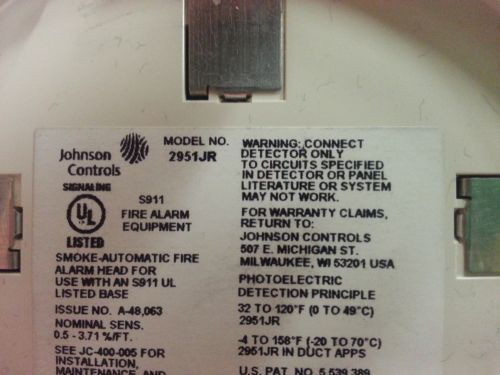 Johnson
Controls
MODEL NO.
2951JR
SIGNALING
UL
LISTED
S911
FIRE ALARM
EQUIPMENT
SMOKE-AUTOMATIC FIRE
ALARM HEAD FOR
USE WITH AN S911 UL
LISTED BASE
ISSUE NO. A-48,063
NOMINAL SENS.
0.5 - 3.71 %/FT.
SEE JC-400-005 FOR
INSTALLATION,
MAINTENANCE, AND
WARNING: CONNECT
DETECTOR ONLY
TO CIRCUITS SPECIFIED
IN DETECTOR OR PANEL
LITERATURE OR SYSTEM
MAY NOT WORK.
FOR WARRANTY CLAIMS,
RETURN TO:
JOHNSON CONTROLS
507 E. MICHIGAN ST.
MILWAUKEE, WI 53201 USA
PHOTOELECTRIC
DETECTION PRINCIPLE
32 TO 120°F (0 TO 49°C)
2951JR
-4 TO 158°F (-20 TO 70°C)
2951JR IN DUCT APPS
U.S. PAT. NO. 5,539,389